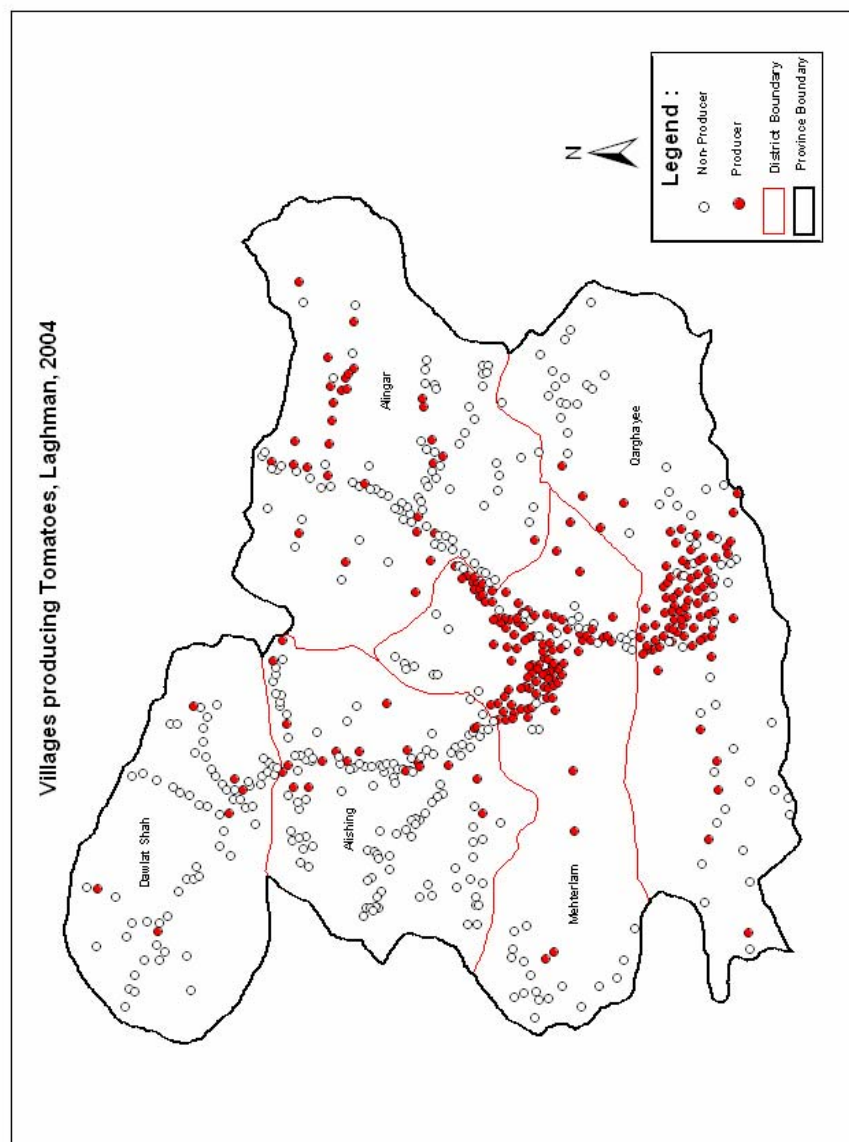 Villages producing Tomatoes, Laghman, 2004
N
Legend :
Non-Producer
Producer
District Boundary
Province Boundary
Dawlat Shah
Alishing
Alingar
Mehterlam
Qarghayee